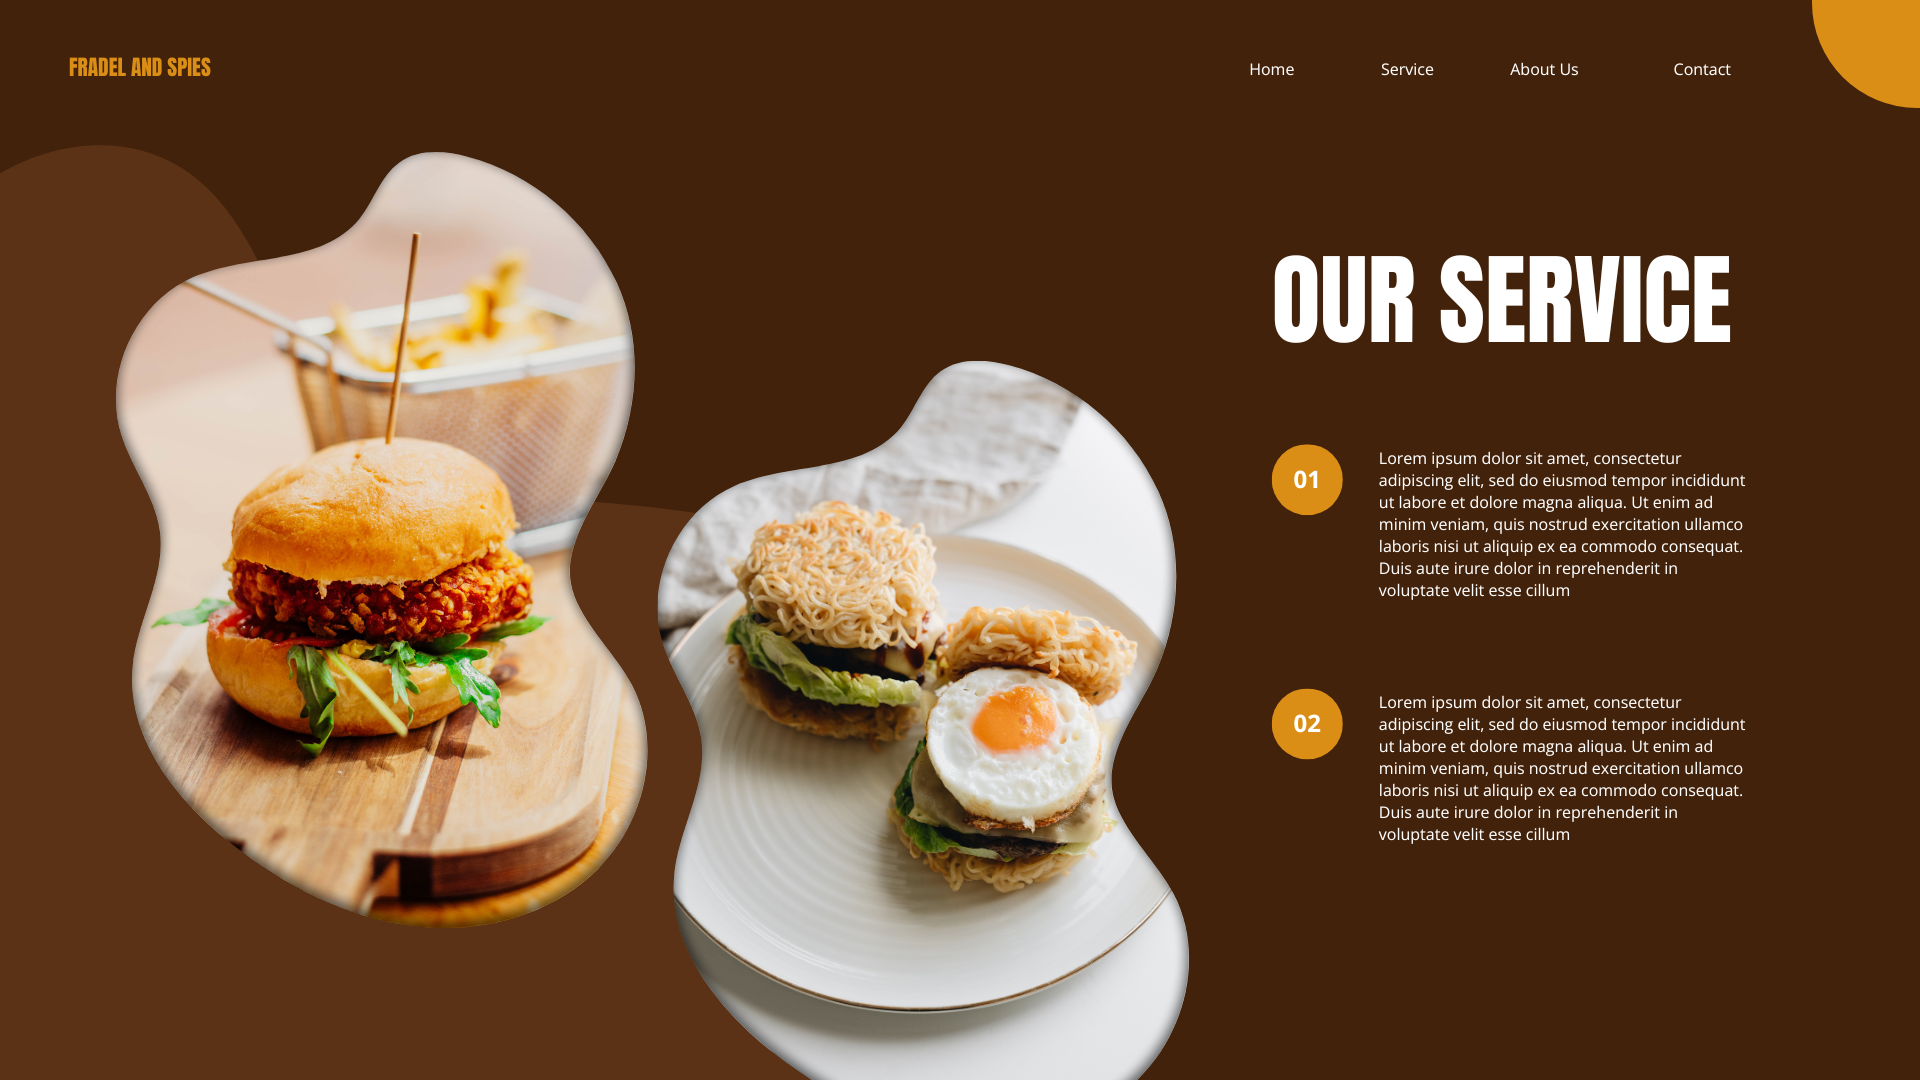 FRADEL AND SPIES
Home Service About Us Contact
OUR SERVICE
01
Lorem ipsum dolor sit amet, consectetur
adipiscing elit, sed do eiusmod tempor incididunt
ut labore et dolore magna aliqua. Ut enim ad
minim veniam, quis nostrud exercitation ullamco
laboris nisi ut aliquip ex ea commodo consequat.
Duis aute irure dolor in reprehenderit in
voluptate velit esse cillum
02
Lorem ipsum dolor sit amet, consectetur
adipiscing elit, sed do eiusmod tempor incididunt
ut labore et dolore magna aliqua. Ut enim ad
minim veniam, quis nostrud exercitation ullamco
laboris nisi ut aliquip ex ea commodo consequat.
Duis aute irure dolor in reprehenderit in
voluptate velit esse cillum